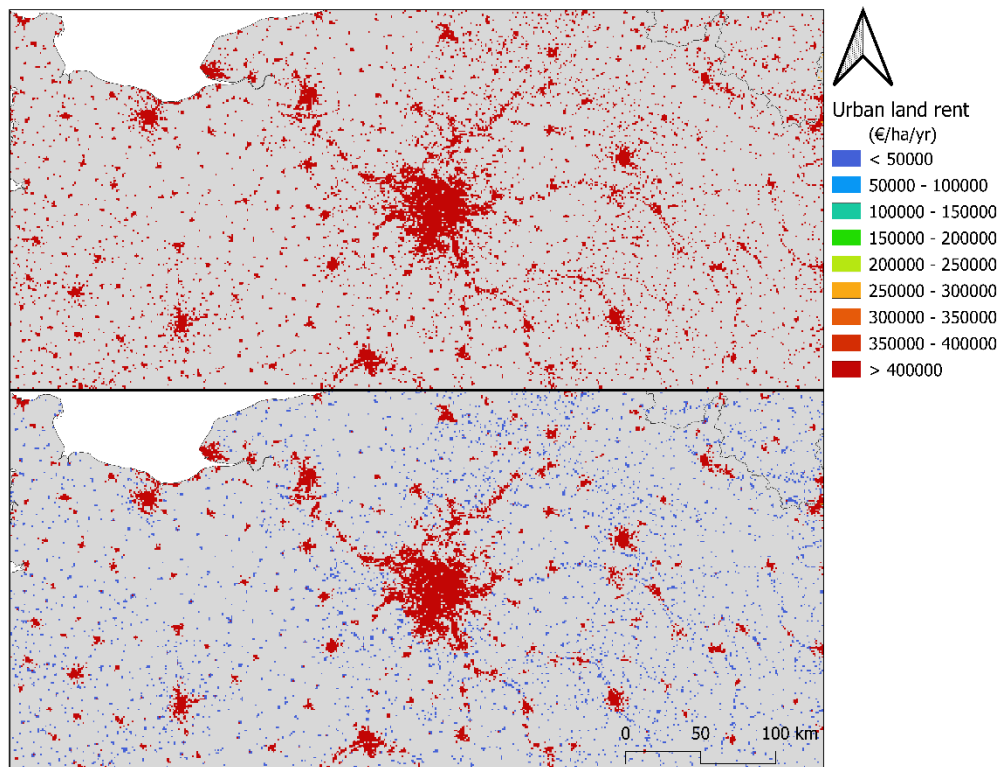 Urban land rent
(€/ha/yr)
< 50000
50000 - 100000
100000 - 150000
150000 - 200000
200000 - 250000
250000 - 300000
300000 - 350000
350000 - 400000
> 400000
0 50 100 km